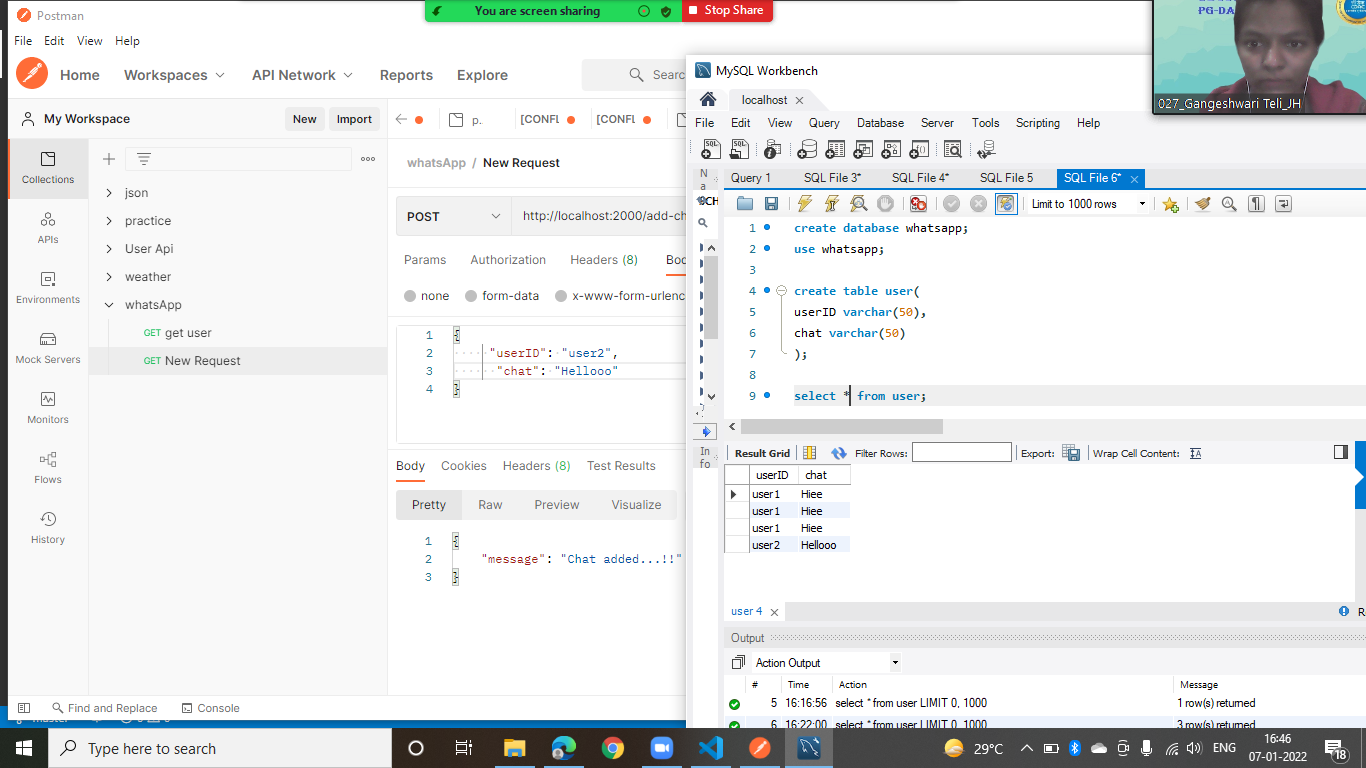 Postman
You are screen sharing
Stop Share
File Edit View Help
Home Workspaces API Network Reports Explore
Searc
My Workspace
New Import
p. [CONFL [CONFL
Collections
APIs
Environments
Mock Servers
Monitors
Flows
History
json
practice
User Api
weather
whatsApp
GET get user
GET New Request
whatsApp / New Request
POST http://localhost:2000/add-ch
Params Authorization Headers (8) Boc
none form-data x-www-form-urlenc
1 {
2 "userID": "user2",
3 "chat": "Hellooo"
4 }
Body Cookies Headers (8) Test Results
Pretty Raw Preview Visualize
1 {
2 "message": "Chat added...!!"
3 }
Find and Replace Console
MySQL Workbench
localhost
File Edit View Query Database Server Tools Scripting Help
Na
SCH
Info
Query 1 SQL File 3* SQL File 4* SQL File 5 SQL File 6*
Limit to 1000 rows
1 create database whatsapp;
2 use whatsapp;
3
4 create table user(
5 userID varchar(50),
6 chat varchar(50)
7 );
8
9 select * from user;
Result Grid Filter Rows: Export: Wrap Cell Content:
userID chat
user1 Hiee
user1 Hiee
user1 Hiee
user2 Hellooo
user 4
R
Output
Action Output
# Time Action Message
5 16:16:56 select * from user LIMIT 0, 1000 1 row(s) returned
6 16:22:00 select * from user LIMIT 0, 1000 3 row(s) returned
PG-DA
027_Gangeshwari Teli_JH
Type here to search
29°C ENG
16:46
07-01-2022
18